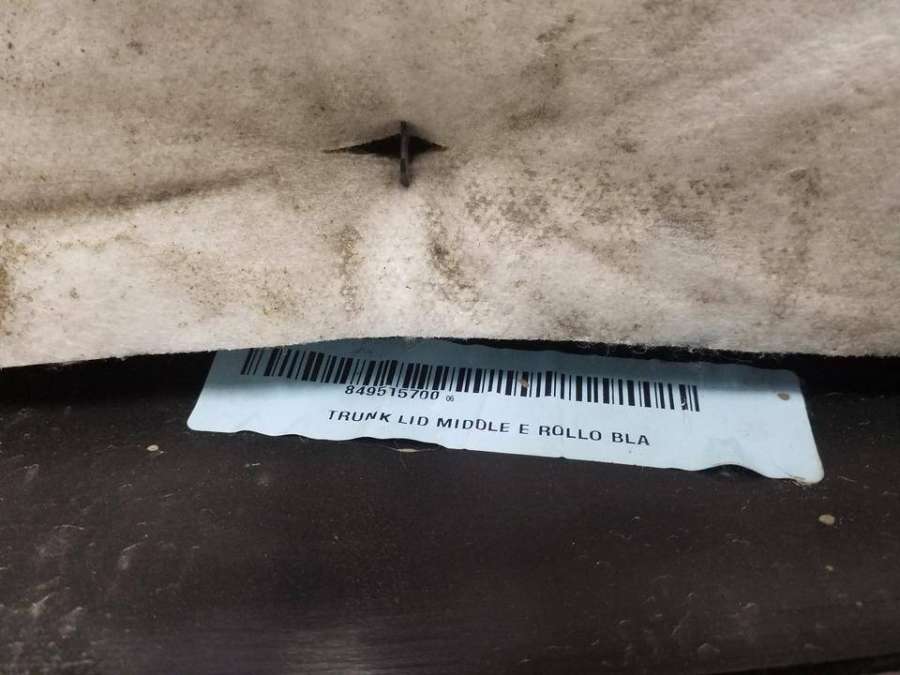 849515700 06
TRUNK LID MIDDLE E ROLLO BLA